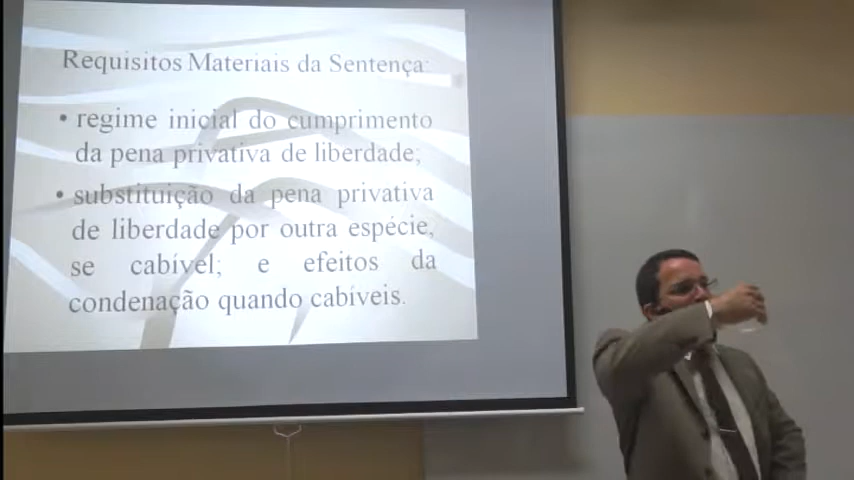 Requisitos Materiais da Sentença:
• regime inicial do cumprimento
da pena privativa de liberdade;
• substituição da pena privativa
de liberdade, por outra espécie,
se cabível; e efeitos da
condenação quando cabíveis.